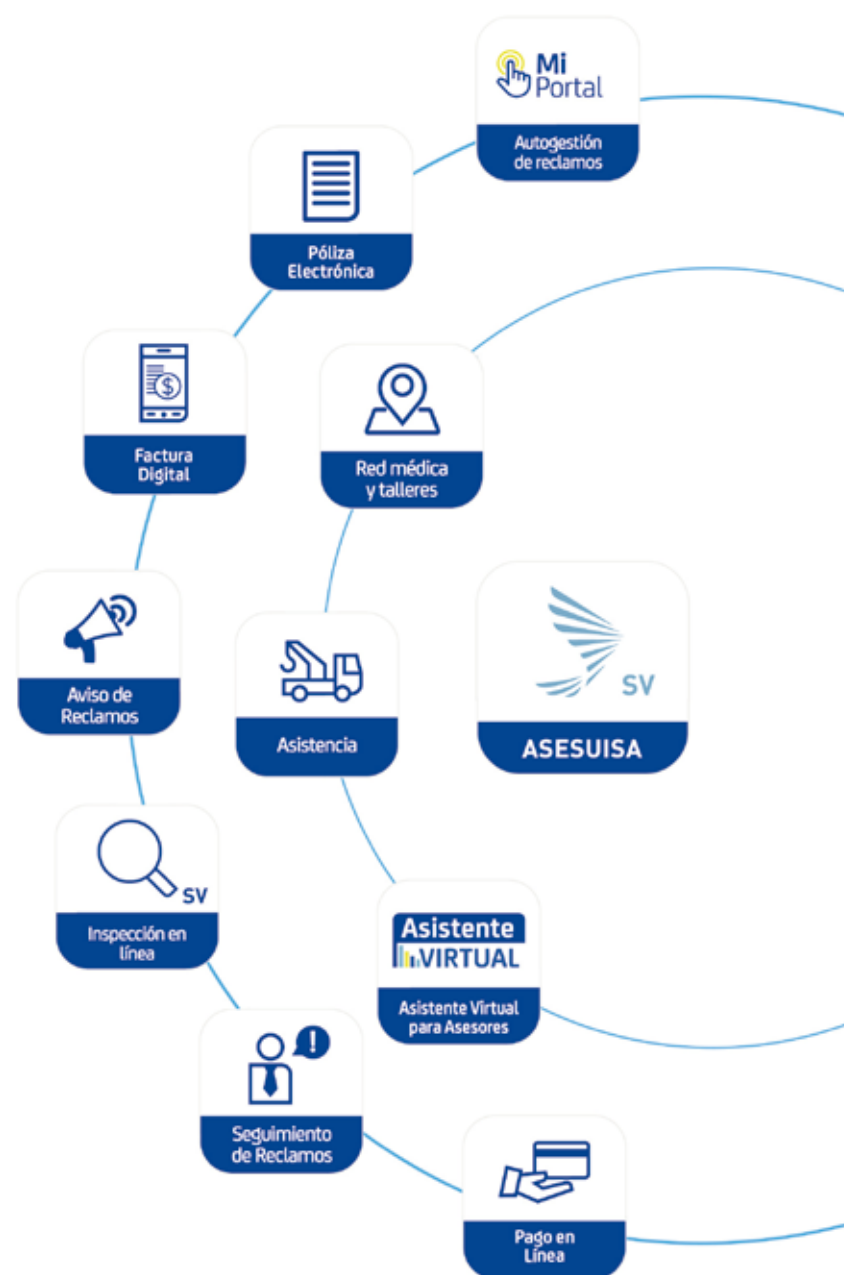 Mi
Portal
Autogestión
de reclamos
Póliza
Electrónica
Factura
Digital
Red médica
y talleres
Aviso de
Reclamos
Asistencia
SV
ASESUISA
SV
Inspección en
línea
Asistente
VIRTUAL
Asistente Virtual
para Asesores
Seguimiento
de Reclamos
Pago en
Línea